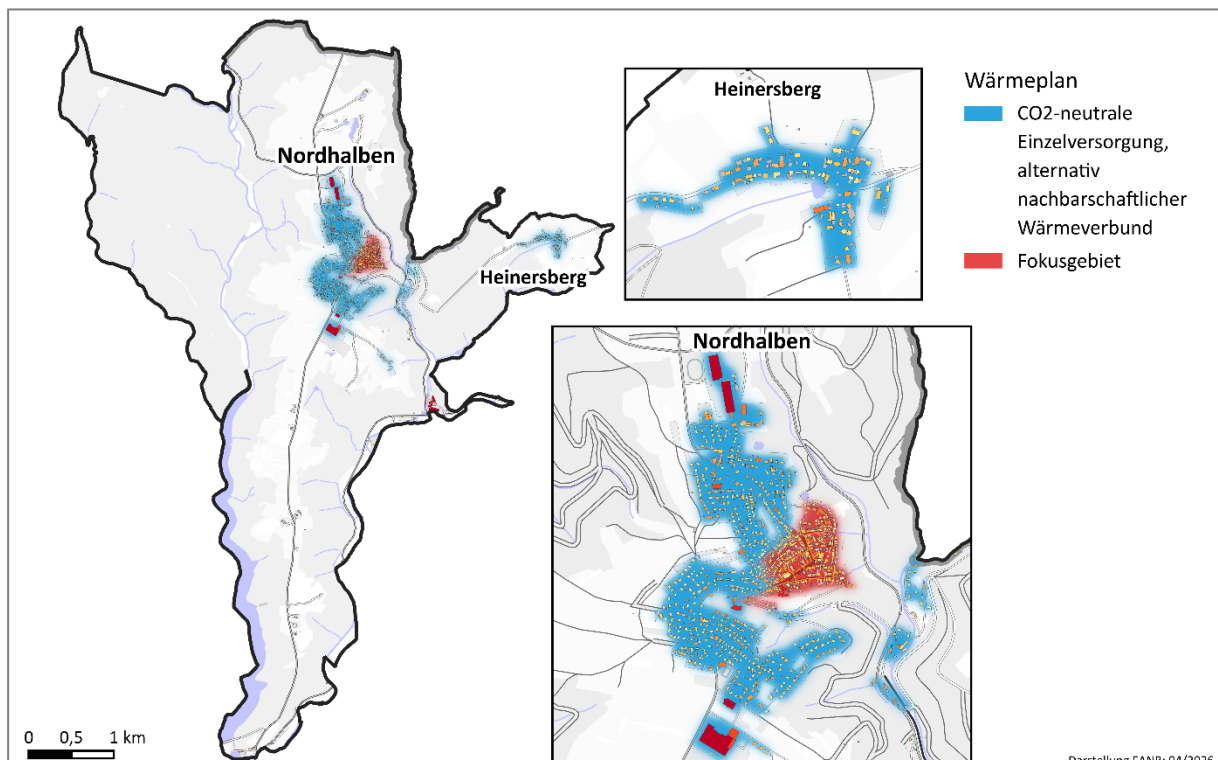 Nordhalben
Heinersberg
0 0,5 1 km
Heinersberg
Nordhalben
Wärmeplan
CO2-neutrale
Einzelversorgung,
alternativ
nachbarschaftlicher
Wärmeverbund
Fokusgebiet